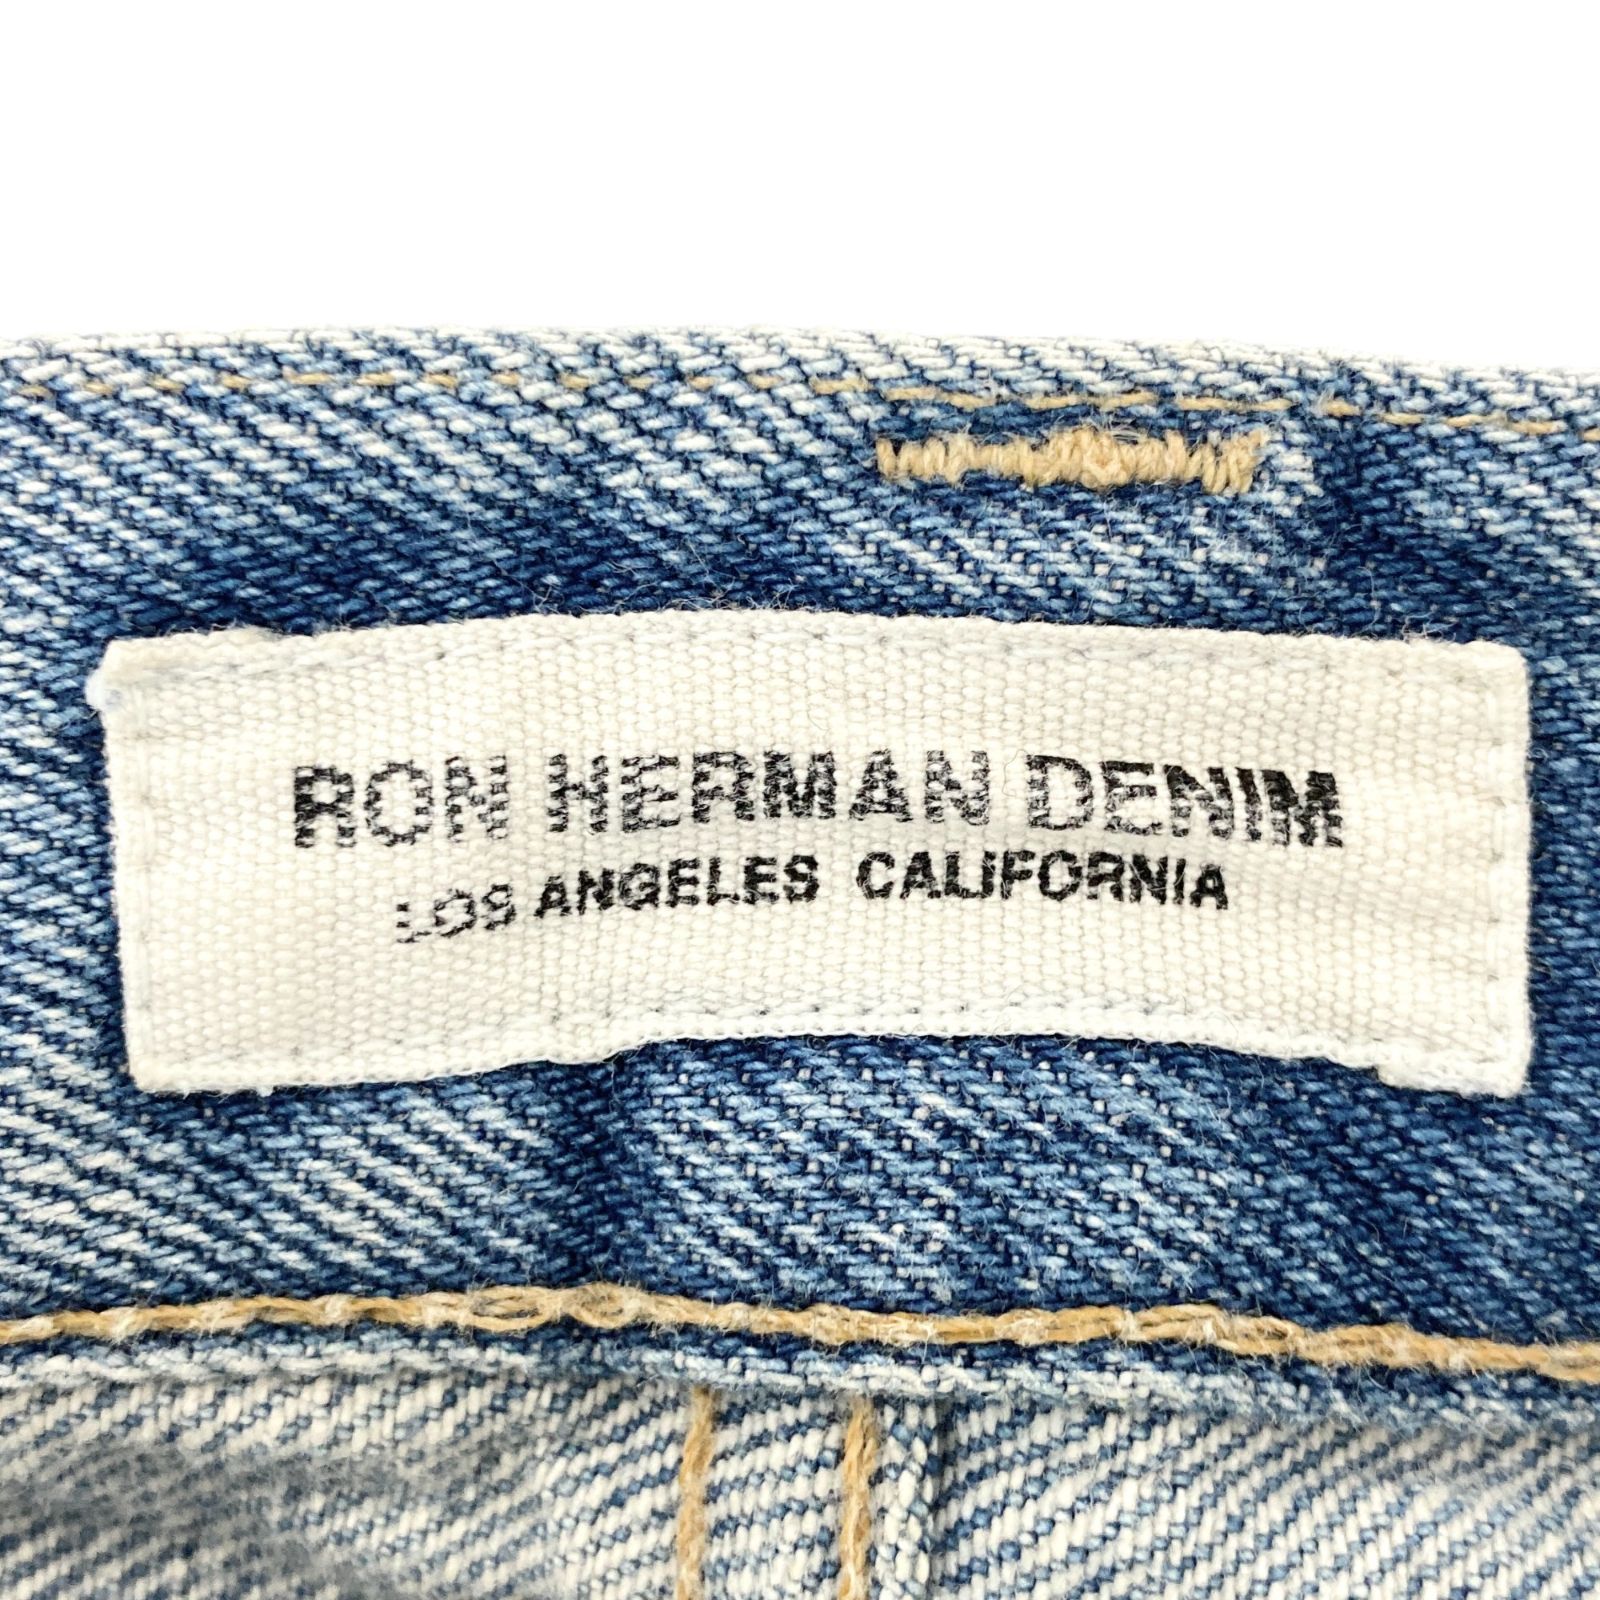 RON HERMAN DENIM
LOS ANGELES CALIFORNIA